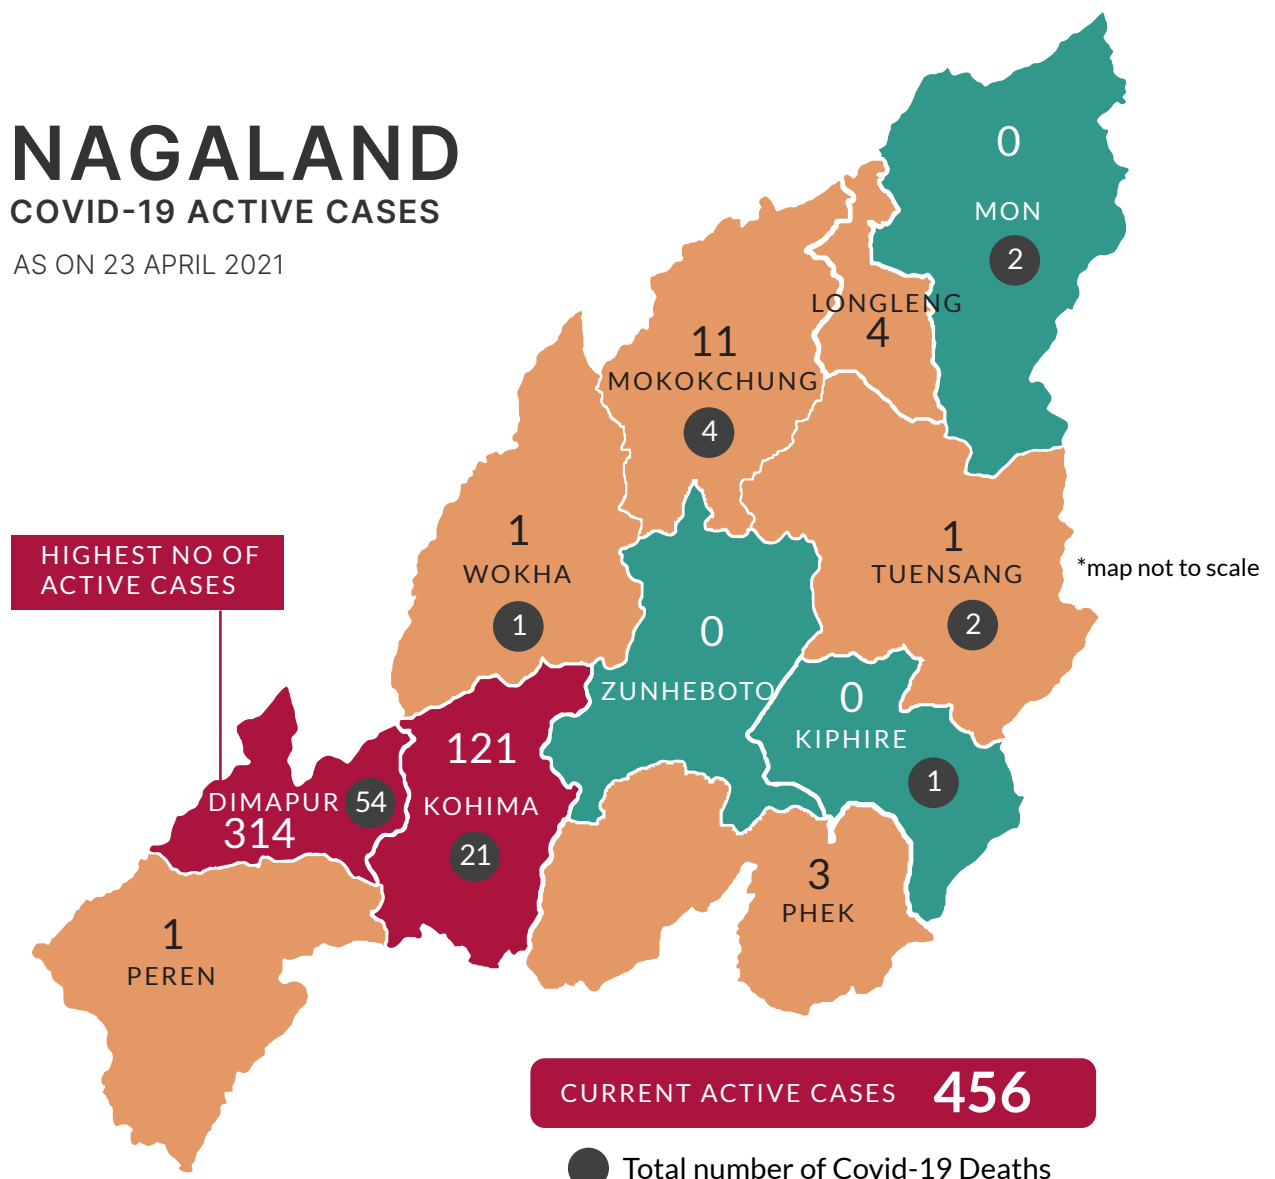 NAGALAND
COVID-19 ACTIVE CASES
AS ON 23 APRIL 2021
0
MON
2
LONGLENG
4
11
MOKOKCHUNG
4
1
WOKHA
1
1
TUENSANG
2
*map not to scale
HIGHEST NO OF
ACTIVE CASES
0
ZUNHEBOTO
0
KIPHIRE
1
121
KOHIMA
21
DIMAPUR 54
314
3
PHEK
1
PEREN
CURRENT ACTIVE CASES 456
Total number of Covid-19 Deaths